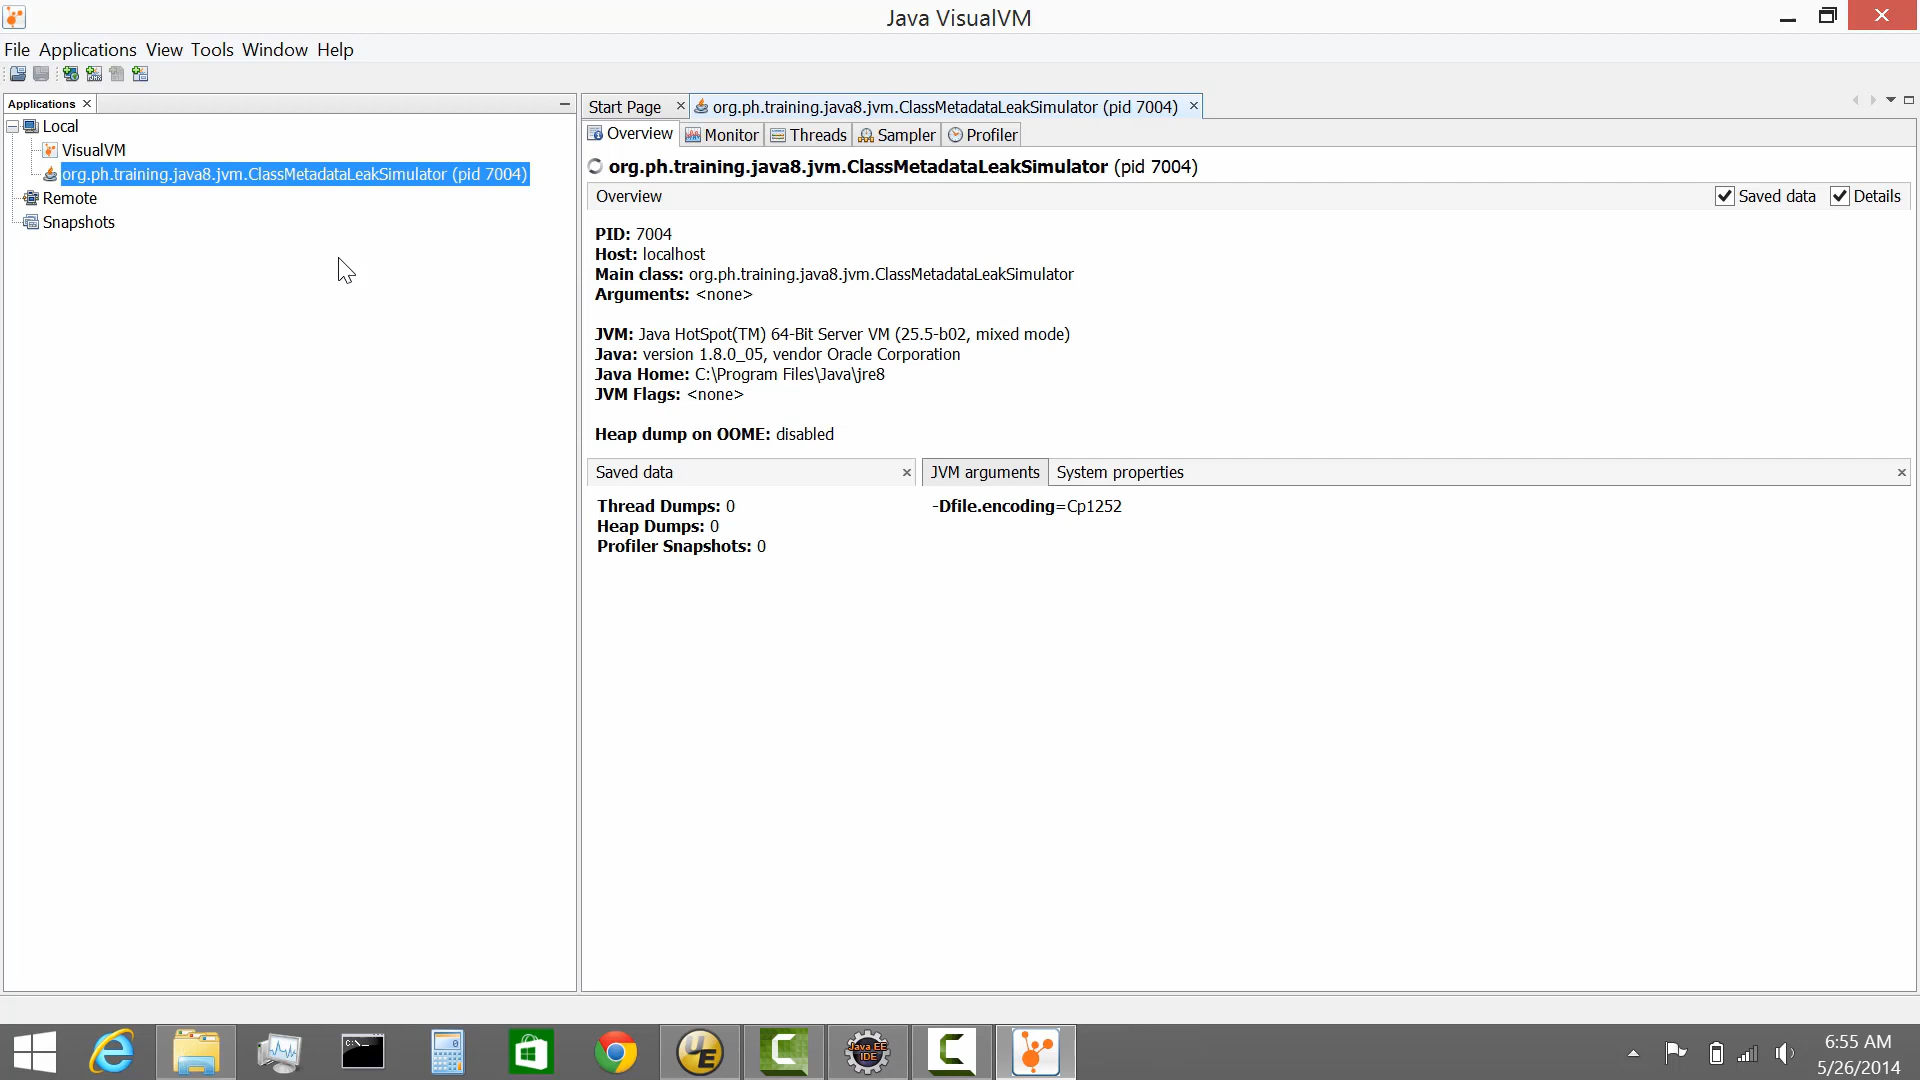 Java VisualVM
File Applications View Tools Window Help
Applications
Local
VisualVM
org.ph.training.java8.jvm.ClassMetadataLeakSimulator (pid 7004)
Remote
Snapshots
Start Page
org.ph.training.java8.jvm.ClassMetadataLeakSimulator (pid 7004)
Overview Monitor Threads Sampler Profiler
org.ph.training.java8.jvm.ClassMetadataLeakSimulator (pid 7004)
Overview Saved data Details
PID: 7004
Host: localhost
Main class: org.ph.training.java8.jvm.ClassMetadataLeakSimulator
Arguments: <none>
JVM: Java HotSpot(TM) 64-Bit Server VM (25.5-b02, mixed mode)
Java: version 1.8.0_05, vendor Oracle Corporation
Java Home: C:\Program Files\Java\jre8
JVM Flags: <none>
Heap dump on OOME: disabled
Saved data
Thread Dumps: 0
Heap Dumps: 0
Profiler Snapshots: 0
JVM arguments System properties
-Dfile.encoding=Cp1252
C:\_
0
UE
Java EE
IDE
6:55 AM
5/26/2014